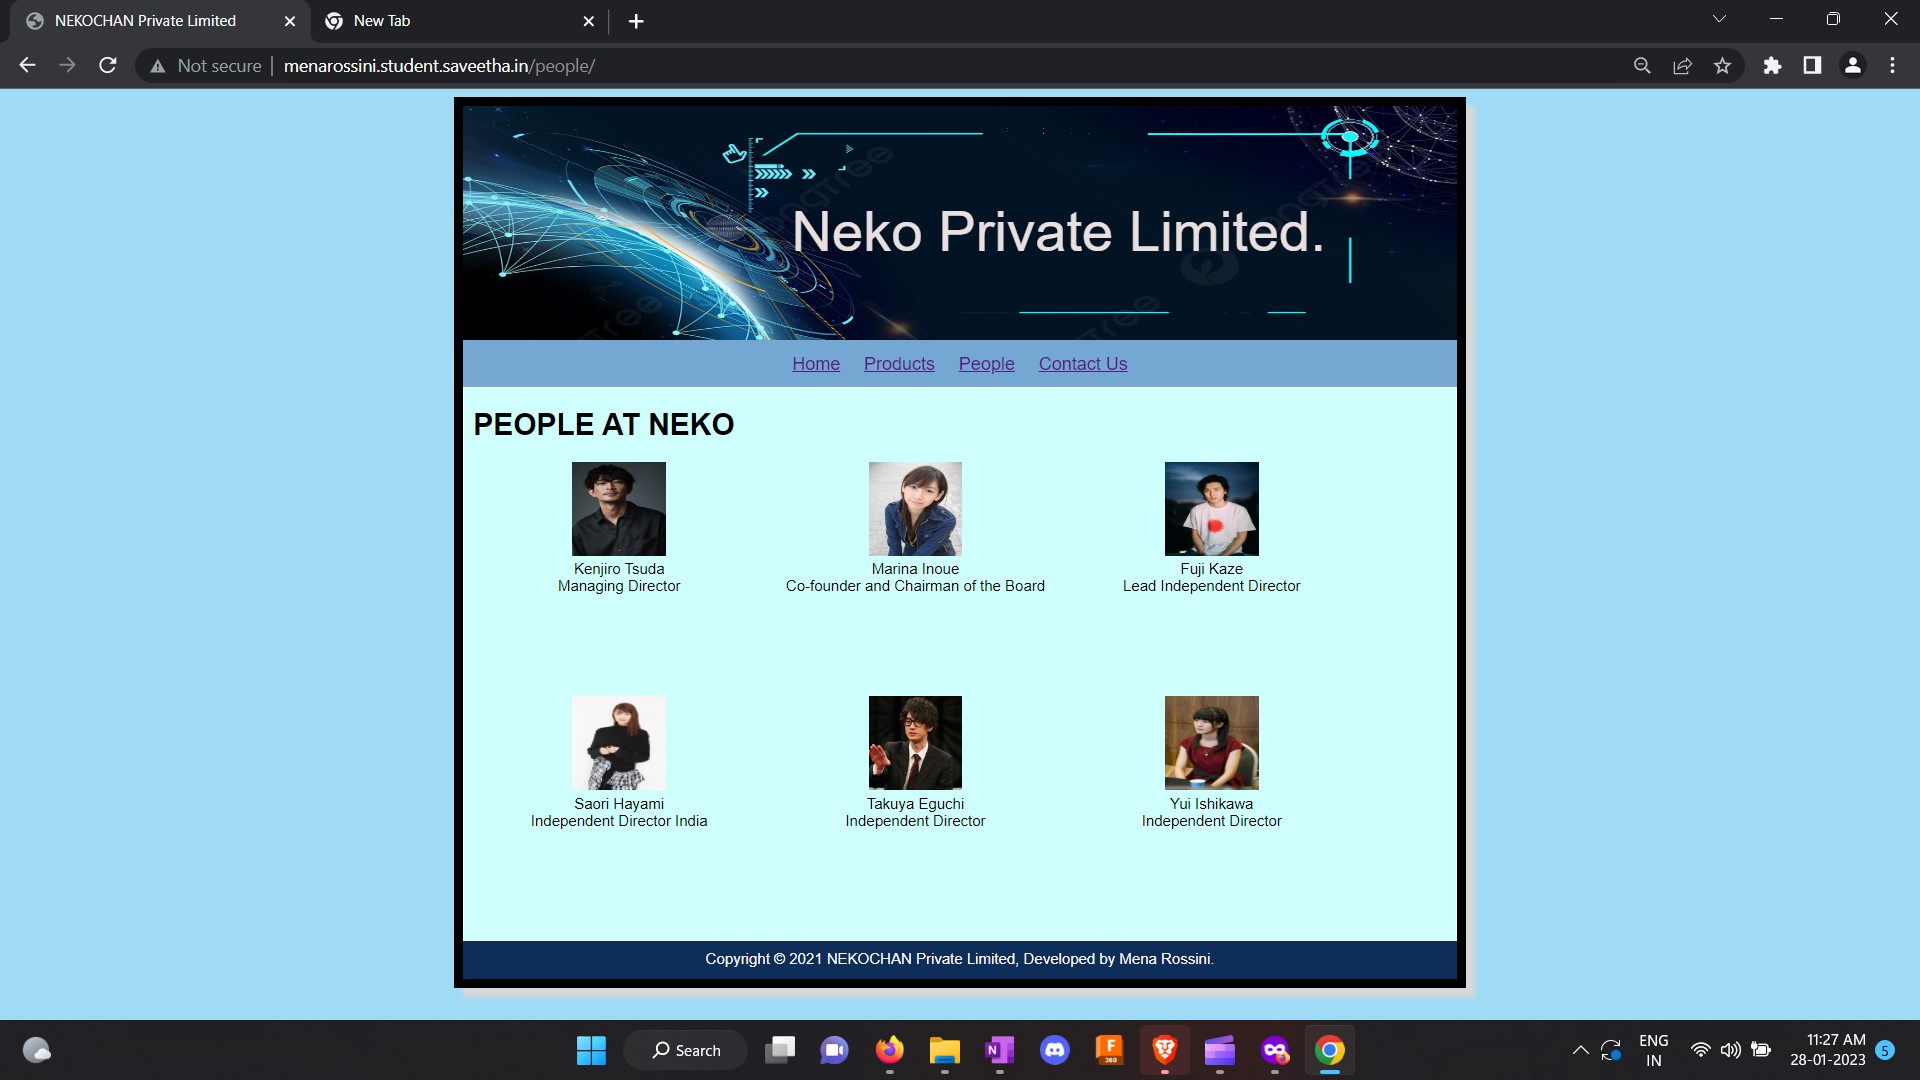 NEKOCHAN Private Limited
New Tab
Not secure
menarossini.student.saveetha.in/people/
Neko Private Limited.
Home Products People Contact Us
PEOPLE AT NEKO
Kenjiro Tsuda
Managing Director
Marina Inoue
Co-founder and Chairman of the Board
Fuji Kaze
Lead Independent Director
Saori Hayami
Independent Director India
Takuya Eguchi
Independent Director
Yui Ishikawa
Independent Director
Copyright © 2021 NEKOCHAN Private Limited, Developed by Mena Rossini.
Search
N
F
360
ENG
IN
11:27 AM
28-01-2023
5